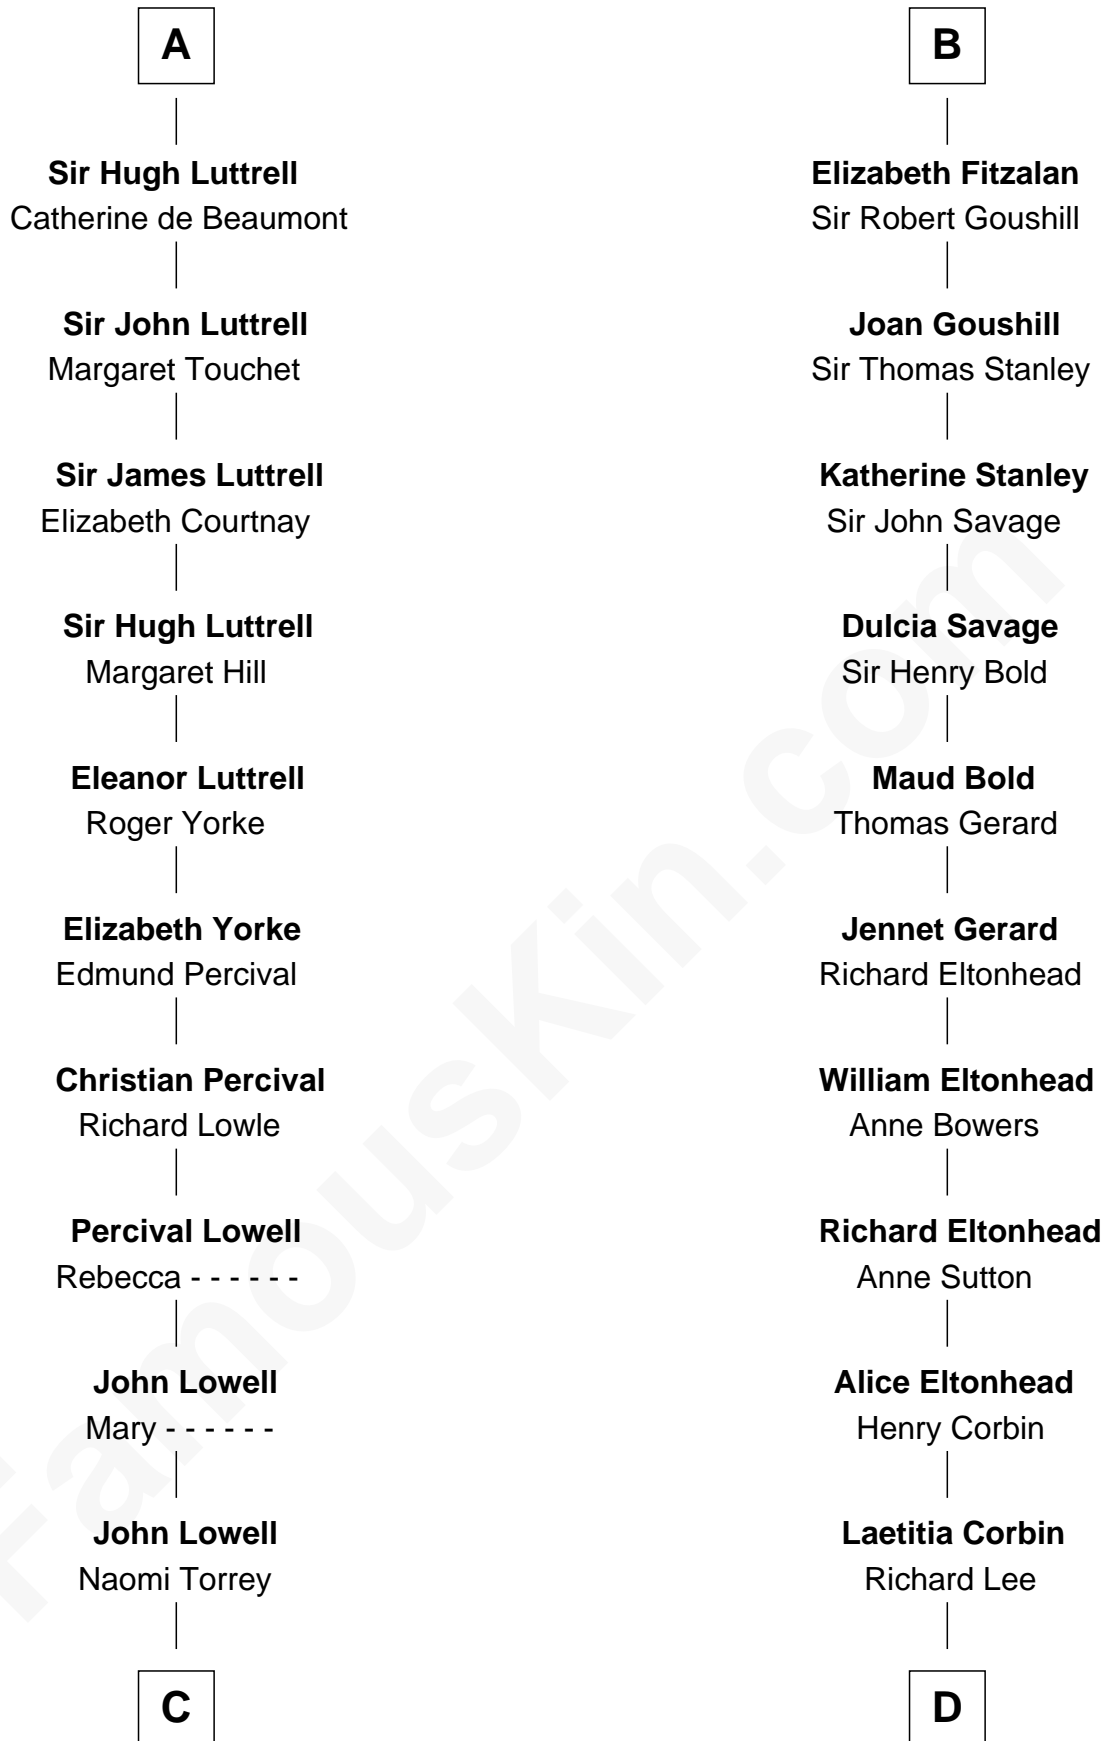 A
Sir Hugh Luttrell
Catherine de Beaumont
Sir John Luttrell
Margaret Touchet
Sir James Luttrell
Elizabeth Courtnay
Sir Hugh Luttrell
Margaret Hill
Eleanor Luttrell
Roger Yorke
Elizabeth Yorke
Edmund Percival
Christian Percival
Richard Lowle
Percival Lowell
Rebecca - - - - - -
John Lowell
Mary - - - - - -
John Lowell
Naomi Torrey
C
B
Elizabeth Fitzalan
Sir Robert Goushill
Joan Goushill
Sir Thomas Stanley
Katherine Stanley
Sir John Savage
Dulcia Savage
Sir Henry Bold
Maud Bold
Thomas Gerard
Jennet Gerard
Richard Eltonhead
William Eltonhead
Anne Bowers
Richard Eltonhead
Anne Sutton
Alice Eltonhead
Henry Corbin
Laetitia Corbin
Richard Lee
D
FamousKin.com